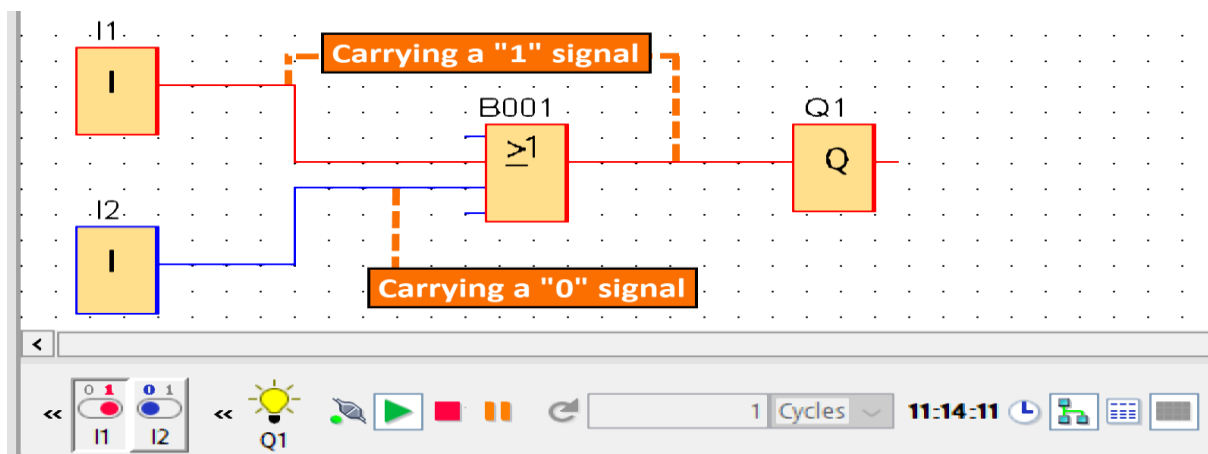 I1
Carrying a "1" signal
I
B001
Q1
≥1
Q
I2
I
Carrying a "0" signal
<
« 0 1 0 1 « 1 Cycles 11:14:11
I1 I2 Q1